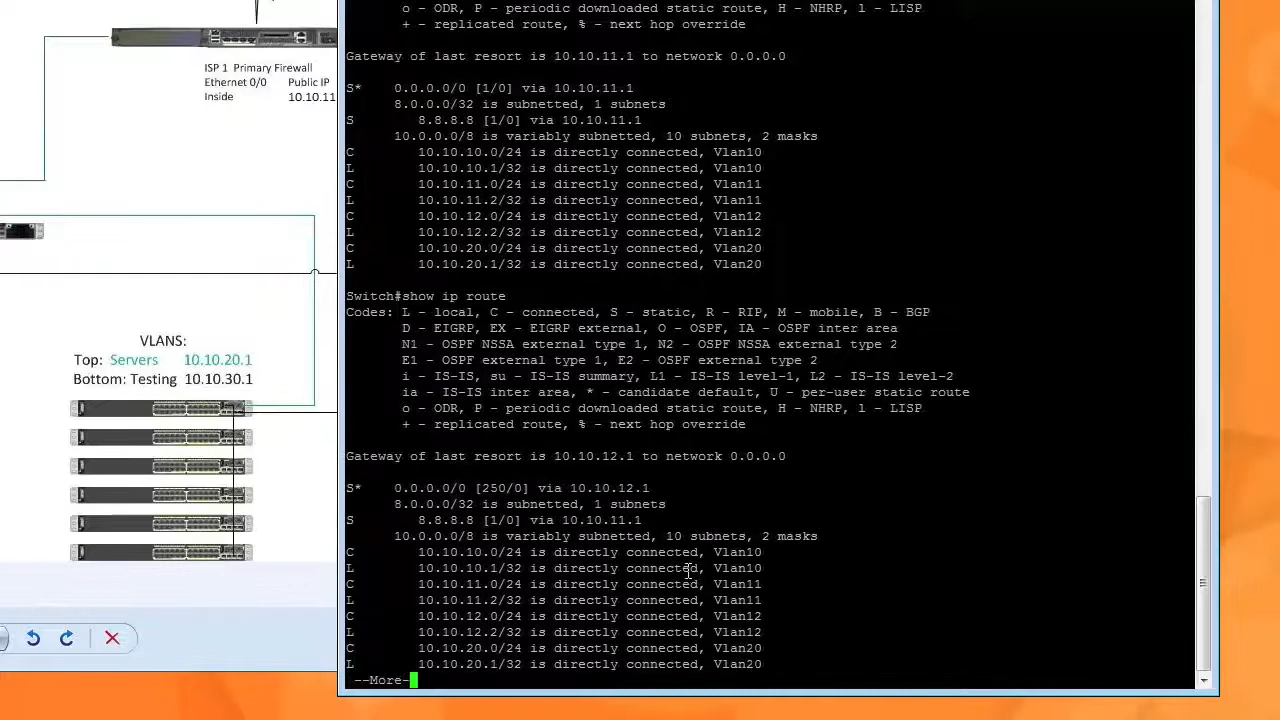 ISP 1 Primary Firewall
Ethernet 0/0 Public IP
Inside 10.10.11
VLANS:
Top: Servers 10.10.20.1
Bottom: Testing 10.10.30.1
o - ODR, P - periodic downloaded static route, H - NHRP, l - LISP
+ - replicated route, % - next hop override
Gateway of last resort is 10.10.11.1 to network 0.0.0.0
S* 0.0.0.0/0 [1/0] via 10.10.11.1
8.0.0.0/32 is subnetted, 1 subnets
S 8.8.8.8 [1/0] via 10.10.11.1
10.0.0.0/8 is variably subnetted, 10 subnets, 2 masks
C 10.10.10.0/24 is directly connected, Vlan10
L 10.10.10.1/32 is directly connected, Vlan10
C 10.10.11.0/24 is directly connected, Vlan11
L 10.10.11.2/32 is directly connected, Vlan11
C 10.10.12.0/24 is directly connected, Vlan12
L 10.10.12.2/32 is directly connected, Vlan12
C 10.10.20.0/24 is directly connected, Vlan20
L 10.10.20.1/32 is directly connected, Vlan20
Switch#show ip route
Codes: L - local, C - connected, S - static, R - RIP, M - mobile, B - BGP
D - EIGRP, EX - EIGRP external, O - OSPF, IA - OSPF inter area
N1 - OSPF NSSA external type 1, N2 - OSPF NSSA external type 2
E1 - OSPF external type 1, E2 - OSPF external type 2
i - IS-IS, su - IS-IS summary, L1 - IS-IS level-1, L2 - IS-IS level-2
ia - IS-IS inter area, * - candidate default, U - per-user static route
o - ODR, P - periodic downloaded static route, H - NHRP, l - LISP
+ - replicated route, % - next hop override
Gateway of last resort is 10.10.12.1 to network 0.0.0.0
S* 0.0.0.0/0 [250/0] via 10.10.12.1
8.0.0.0/32 is subnetted, 1 subnets
S 8.8.8.8 [1/0] via 10.10.11.1
10.0.0.0/8 is variably subnetted, 10 subnets, 2 masks
C 10.10.10.0/24 is directly connected, Vlan10
L 10.10.10.1/32 is directly connected, Vlan10
C 10.10.11.0/24 is directly connected, Vlan11
L 10.10.11.2/32 is directly connected, Vlan11
C 10.10.12.0/24 is directly connected, Vlan12
L 10.10.12.2/32 is directly connected, Vlan12
C 10.10.20.0/24 is directly connected, Vlan20
L 10.10.20.1/32 is directly connected, Vlan20
--More-